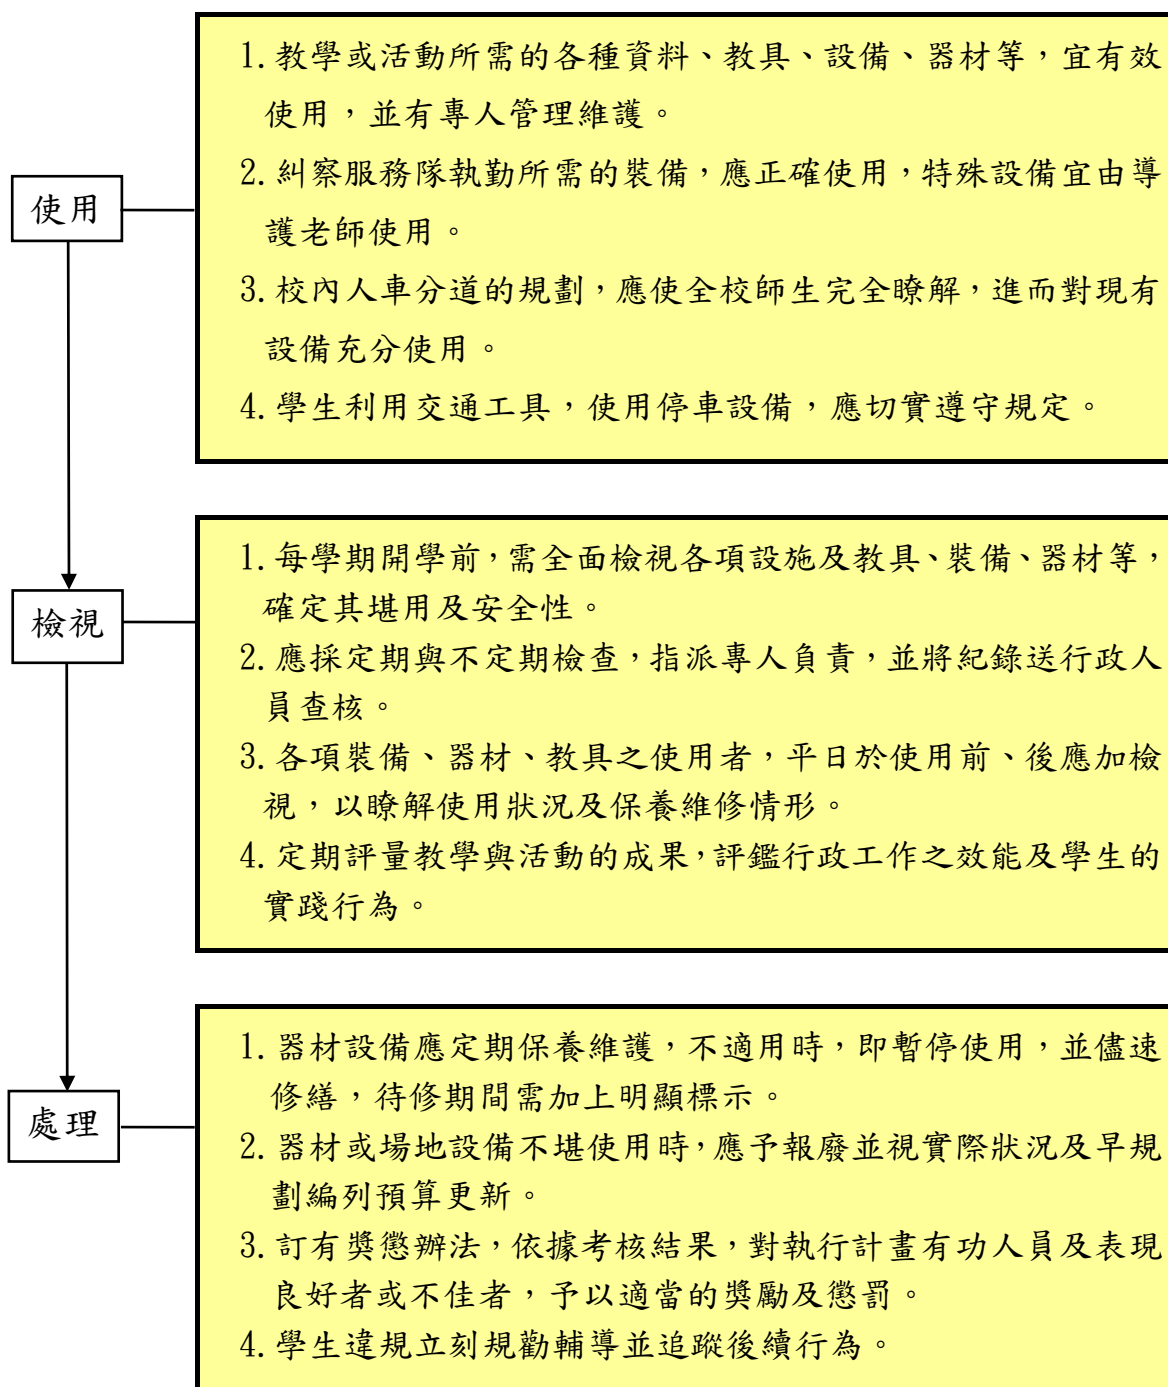 使用
1.教學或活動所需的各種資料、教具、設備、器材等，宜有效
使用，並有專人管理維護。
2.糾察服務隊執勤所需的裝備，應正確使用，特殊設備宜由導
護老師使用。
3.校內人車分道的規劃，應使全校師生完全瞭解，進而對現有
設備充分使用。
4.學生利用交通工具，使用停車設備，應切實遵守規定。
檢視
1.每學期開學前，需全面檢視各項設施及教具、裝備、器材等，
確定其堪用及安全性。
2.應採定期與不定期檢查，指派專人負責，並將紀錄送行政人
員查核。
3.各項裝備、器材、教具之使用者，平日於使用前、後應加檢
視，以瞭解使用狀況及保養維修情形。
4.定期評量教學與活動的成果，評鑑行政工作之效能及學生的
實踐行為。
處理
1.器材設備應定期保養維護，不適用時，即暫停使用，並儘速
修繕，待修期間需加上明顯標示。
2.器材或場地設備不堪使用時，應予報廢並視實際狀況及早規
劃編列預算更新。
3.訂有獎懲辦法，依據考核結果，對執行計畫有功人員及表現
良好者或不佳者，予以適當的獎勵及懲罰。
4.學生違規立刻規勸輔導並追蹤後續行為。